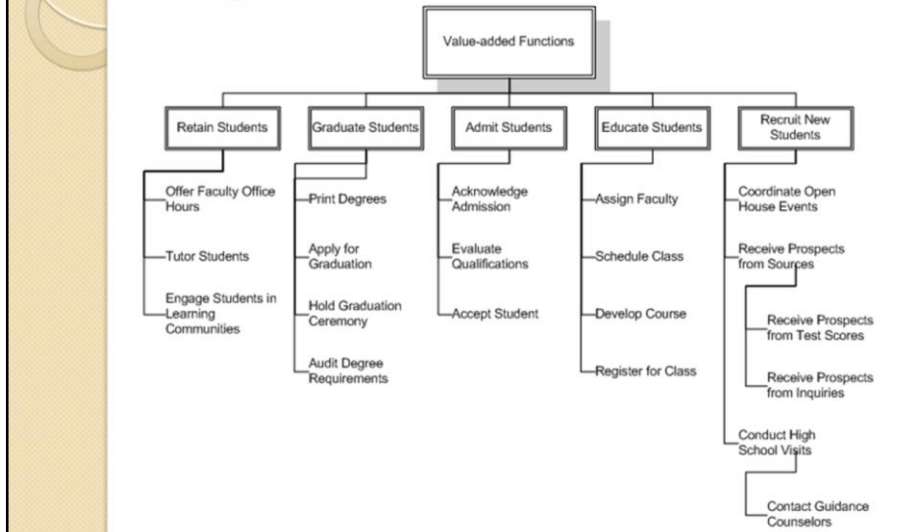 Value-added Functions
Retain Students
Graduate Students
Admit Students
Educate Students
Recruit New
Students
Offer Faculty Office
Hours
Tutor Students
Engage Students in
Learning
Communities
Print Degrees
Apply for
Graduation
Hold Graduation
Ceremony
Audit Degree
Requirements
Acknowledge
Admission
Evaluate
Qualifications
Accept Student
Assign Faculty
Schedule Class
Develop Course
Register for Class
Coordinate Open
House Events
Receive Prospects
from Sources
Receive Prospects
from Test Scores
Receive Prospects
from Inquiries
Conduct High
School Visits
Contact Guidance
Counselors